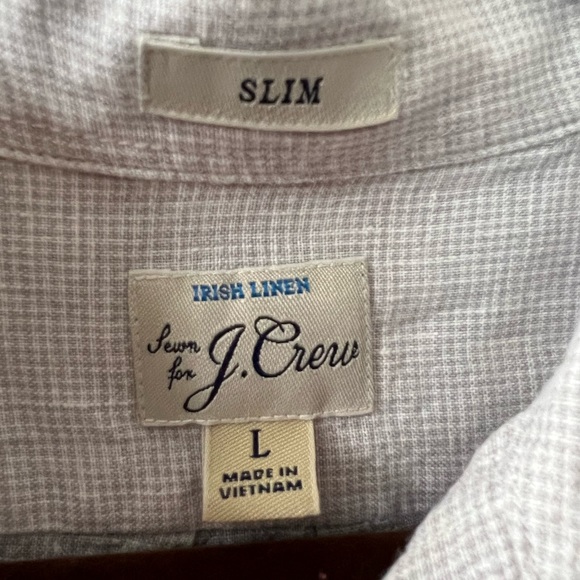 SLIM
IRISH LINEN
Sewn for J.Crew
L
MADE IN
VIETNAM